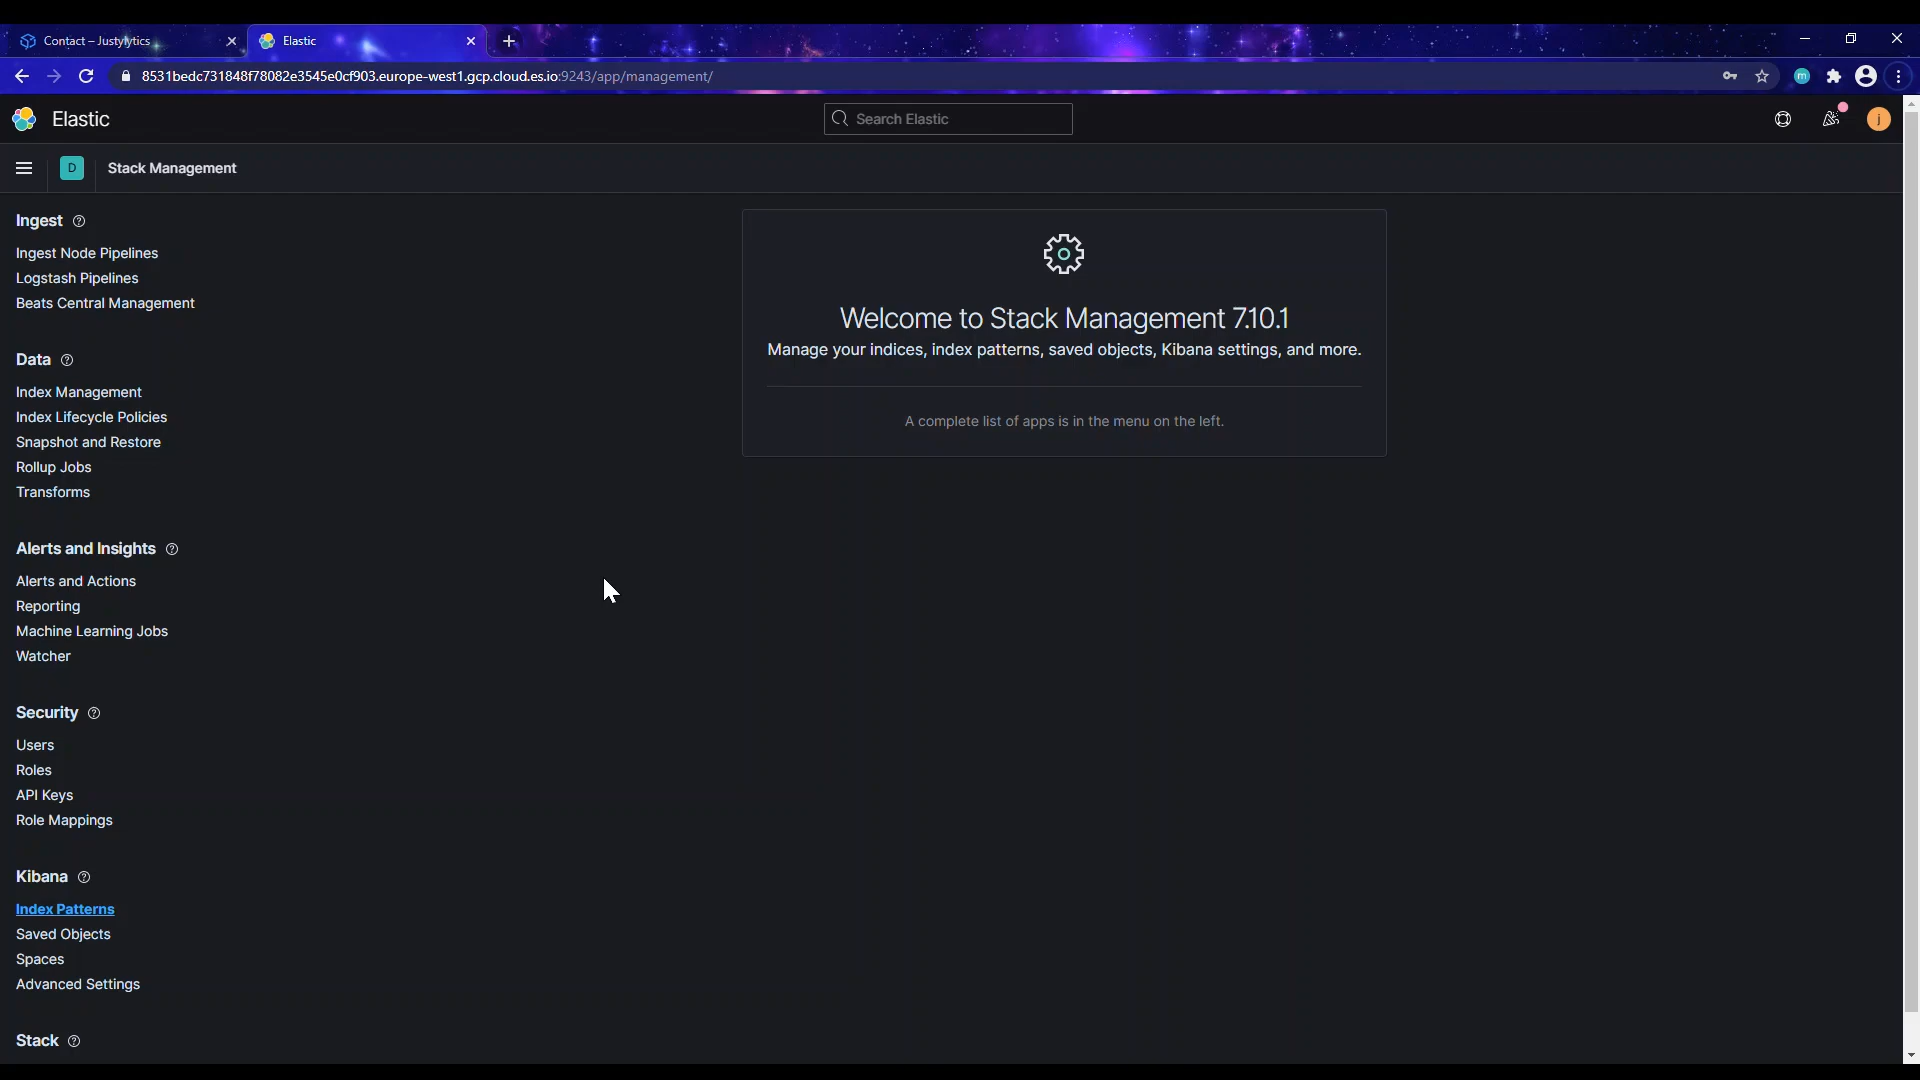 Contact – Justylytics
Elastic
8531bedc731848f78082e3545e0cf903.europe-west1.gcp.cloud.es.io:9243/app/management/
m
Elastic
Search Elastic
j
D
Stack Management
Ingest
Ingest Node Pipelines
Logstash Pipelines
Beats Central Management
Data
Index Management
Index Lifecycle Policies
Snapshot and Restore
Rollup Jobs
Transforms
Alerts and Insights
Alerts and Actions
Reporting
Machine Learning Jobs
Watcher
Security
Users
Roles
API Keys
Role Mappings
Kibana
Index Patterns
Saved Objects
Spaces
Advanced Settings
Stack
Welcome to Stack Management 7.10.1
Manage your indices, index patterns, saved objects, Kibana settings, and more.
A complete list of apps is in the menu on the left.